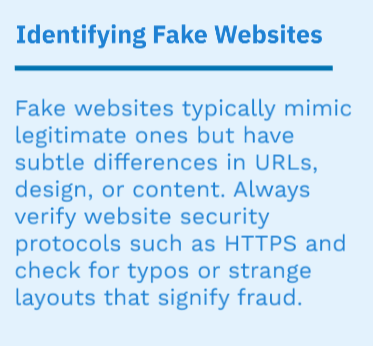 Identifying Fake Websites
Fake websites typically mimic
legitimate ones but have
subtle differences in URLs,
design, or content. Always
verify website security
protocols such as HTTPS and
check for typos or strange
layouts that signify fraud.